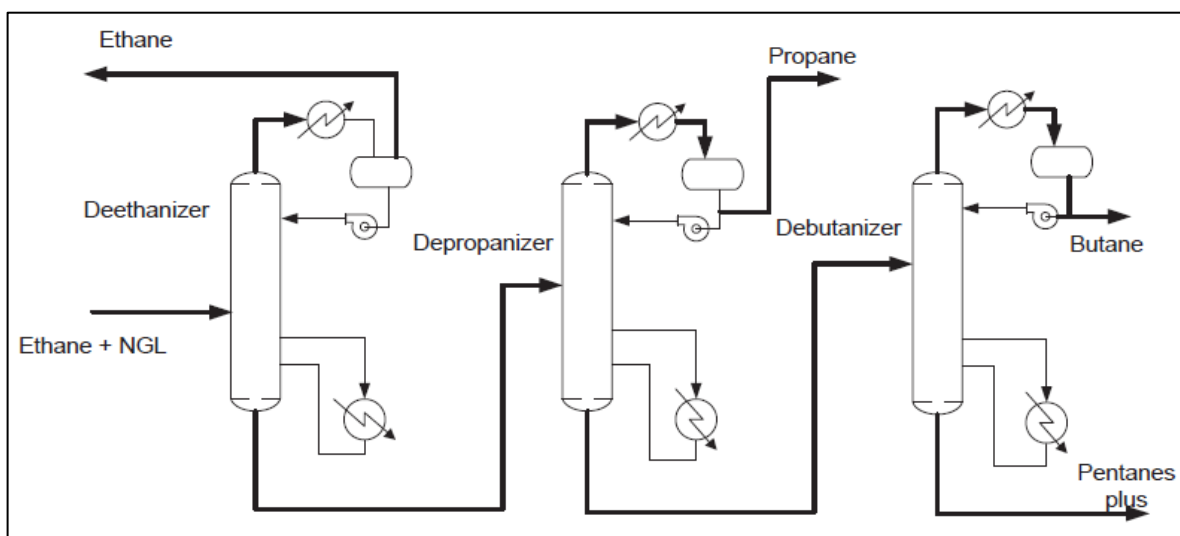 Ethane
Propane
Deethanizer
Depropanizer
Debutanizer
Butane
Ethane + NGL
Pentanes
plus